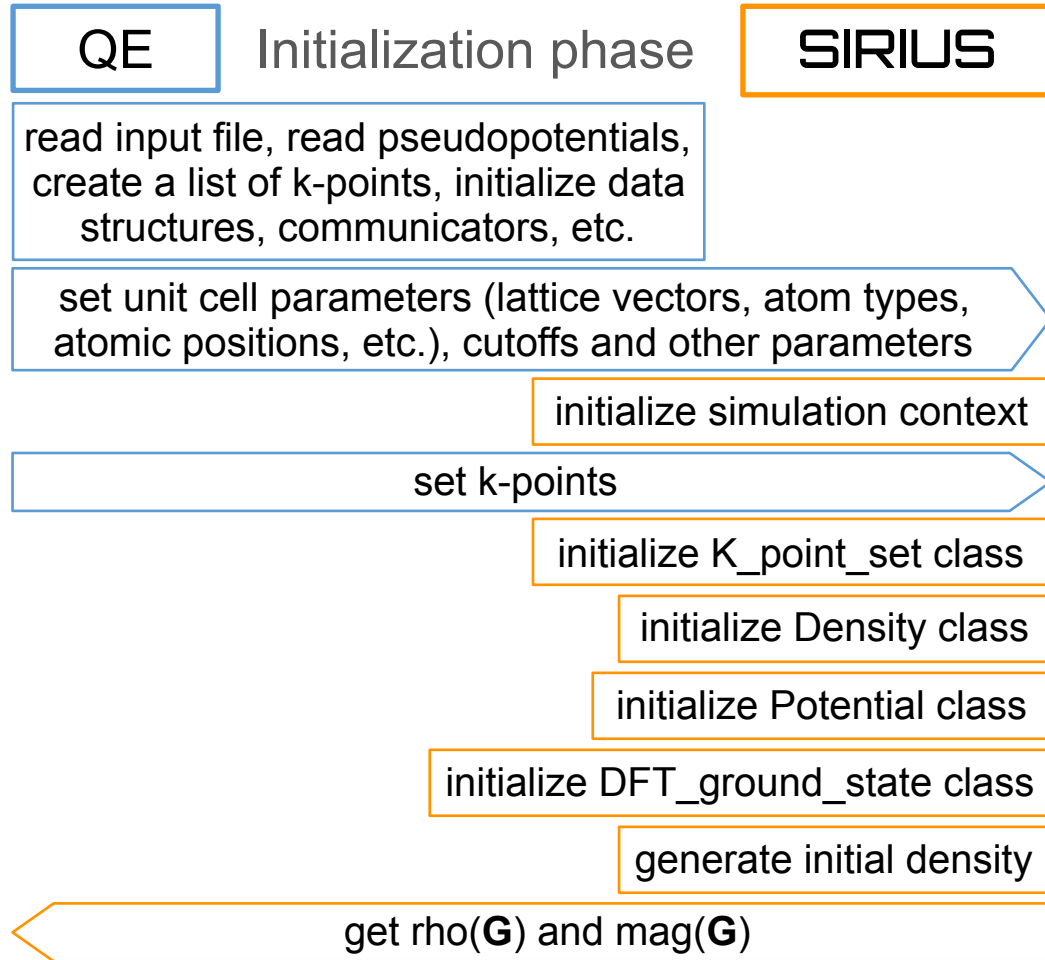 QE Initialization phase SIRIUS
read input file, read pseudopotentials,
create a list of k-points, initialize data
structures, communicators, etc.
set unit cell parameters (lattice vectors, atom types,
atomic positions, etc.), cutoffs and other parameters
initialize simulation context
set k-points
initialize K_point_set class
initialize Density class
initialize Potential class
initialize DFT_ground_state class
generate initial density
get rho(G) and mag(G)